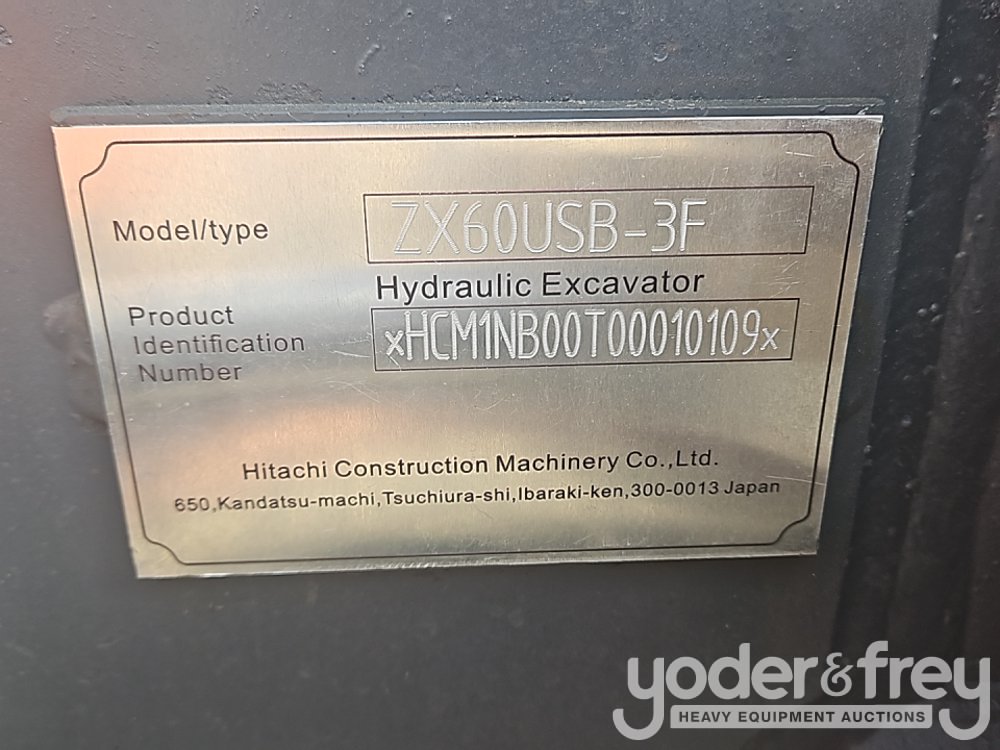 Model/type ZX60USB-3F
Hydraulic Excavator
Product
Identification
Number
xHCM1NB00T00010109x
Hitachi Construction Machinery Co.,Ltd.
650,Kandatsu-machi,Tsuchiura-shi,Ibaraki-ken,300-0013 Japan
yoder&frey
HEAVY EQUIPMENT AUCTIONS